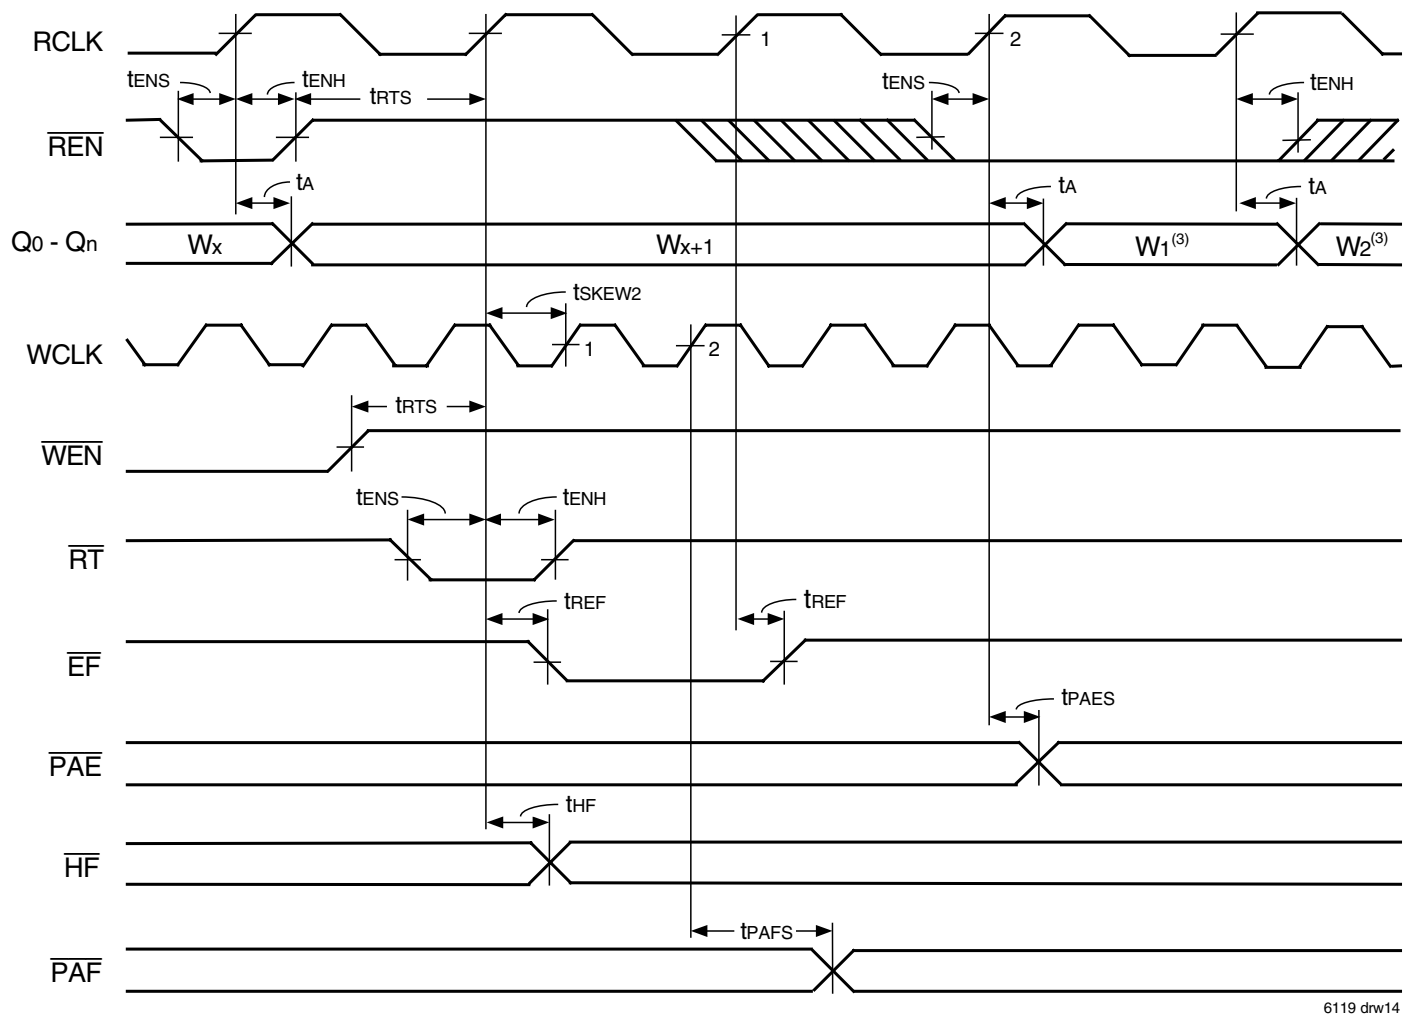 RCLK
1
2
tENS
tENH
tRTS
tENS
tENH
REN
tA
tA
tA
Q0 - Qn
Wx
Wx+1
W1(3)
W2(3)
tSKEW2
WCLK
1
2
tRTS
WEN
tENS
tENH
RT
tREF
tREF
EF
tPAES
PAE
tHF
HF
tPAFS
PAF
6119 drw14